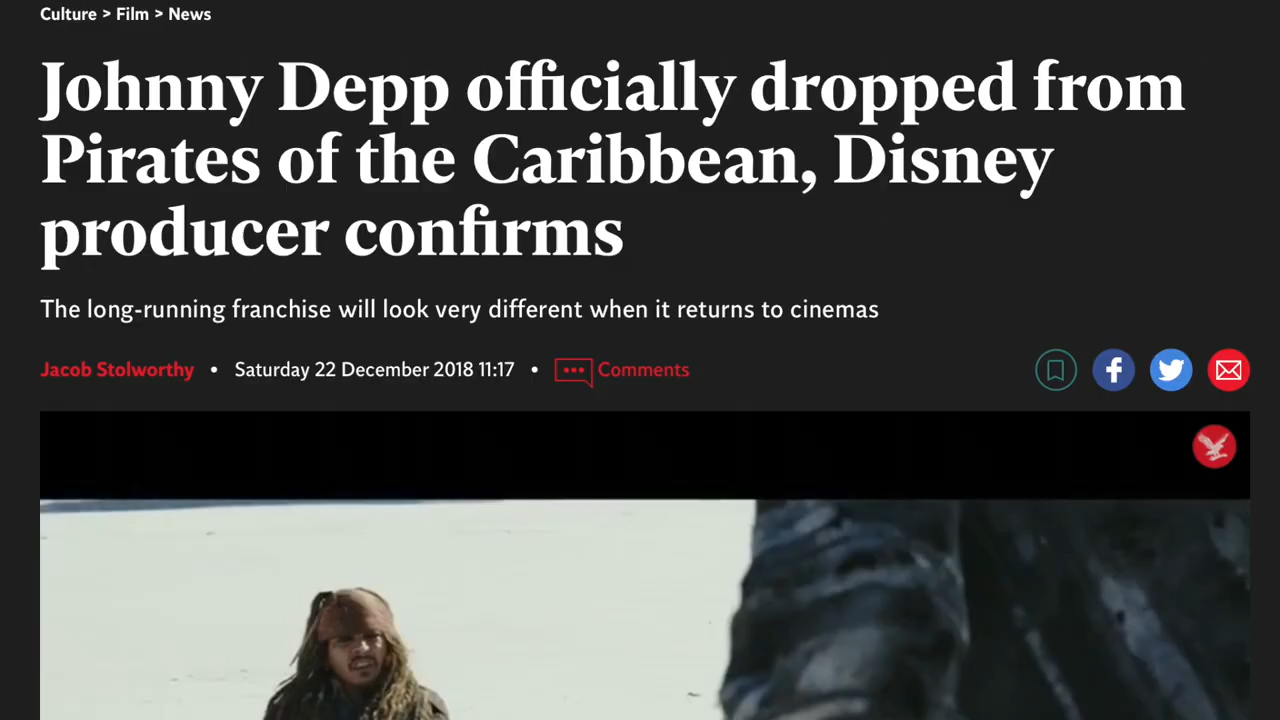 Culture > Film > News
Johnny Depp officially dropped from
Pirates of the Caribbean, Disney
producer confirms
The long-running franchise will look very different when it returns to cinemas
Jacob Stolworthy • Saturday 22 December 2018 11:17 • Comments